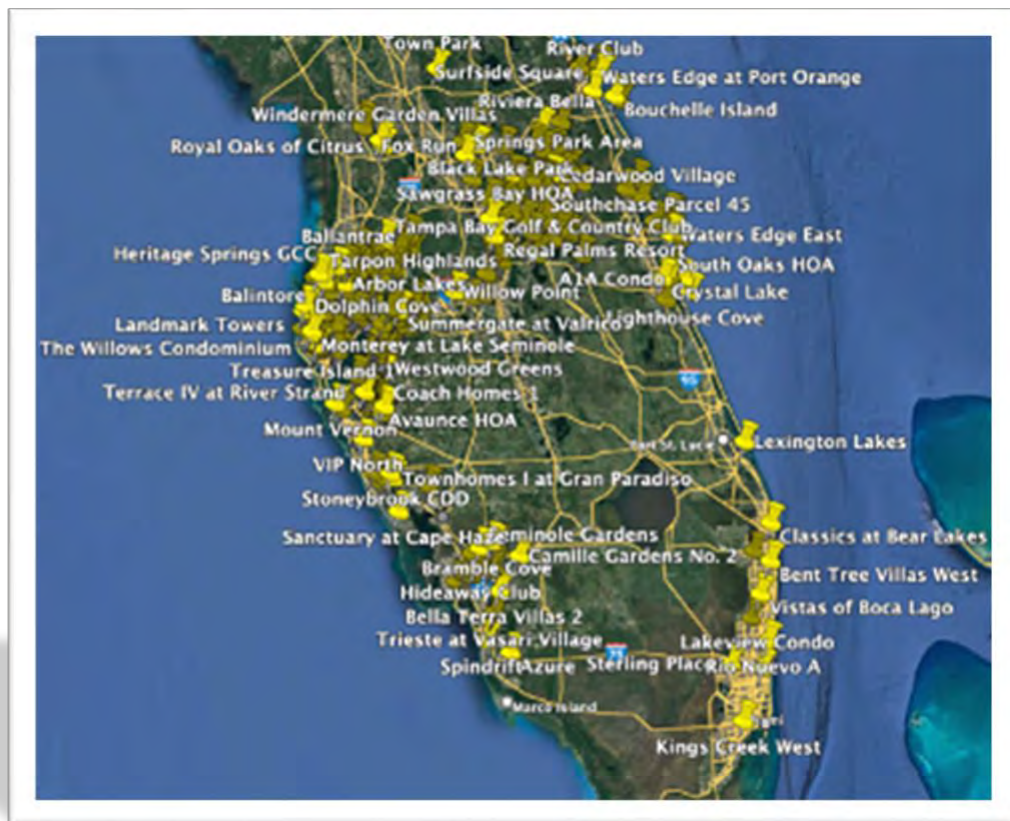 Town Park
River Club
Surfside Square
Waters Edge at Port Orange
Riviera Bella
Bouchelle Island
Windermere Garden Villas
Royal Oaks of Citrus
Fox Run
Springs Park Area
Black Lake Park
Cedarwood Village
Sawgrass Bay HOA
Southchase Parcel 45
Tampa Bay Golf & Country Club
Ballantrae
Waters Edge East
Heritage Springs GCC
Tarpon Highlands
Regal Palms Resort
South Oaks HOA
A1A Condo
Arbor Lakes
Willow Point
Crystal Lake
Balintore
Dolphin Cove
Landmark Towers
Summergate at Valrico
Lighthouse Cove
The Willows Condominium
Monterey at Lake Seminole
Treasure Island 1
Westwood Greens
95
Terrace IV at River Strand
Coach Homes 1
Avaunce HOA
Mount Vernon
Port St. Lucie
Lexington Lakes
VIP North
Townhomes I at Gran Paradiso
Stoneybrook CDD
Sanctuary at Cape Haze
Seminole Gardens
Classics at Bear Lakes
Camille Gardens No. 2
Bramble Cove
Bent Tree Villas West
Hideaway Club
Vistas of Boca Lago
Bella Terra Villas 2
Trieste at Vasari Village
Lakeview Condo
75
Spindrift
Azure
Sterling Place
Rio Nuevo A
Marco Island
Kings Creek West